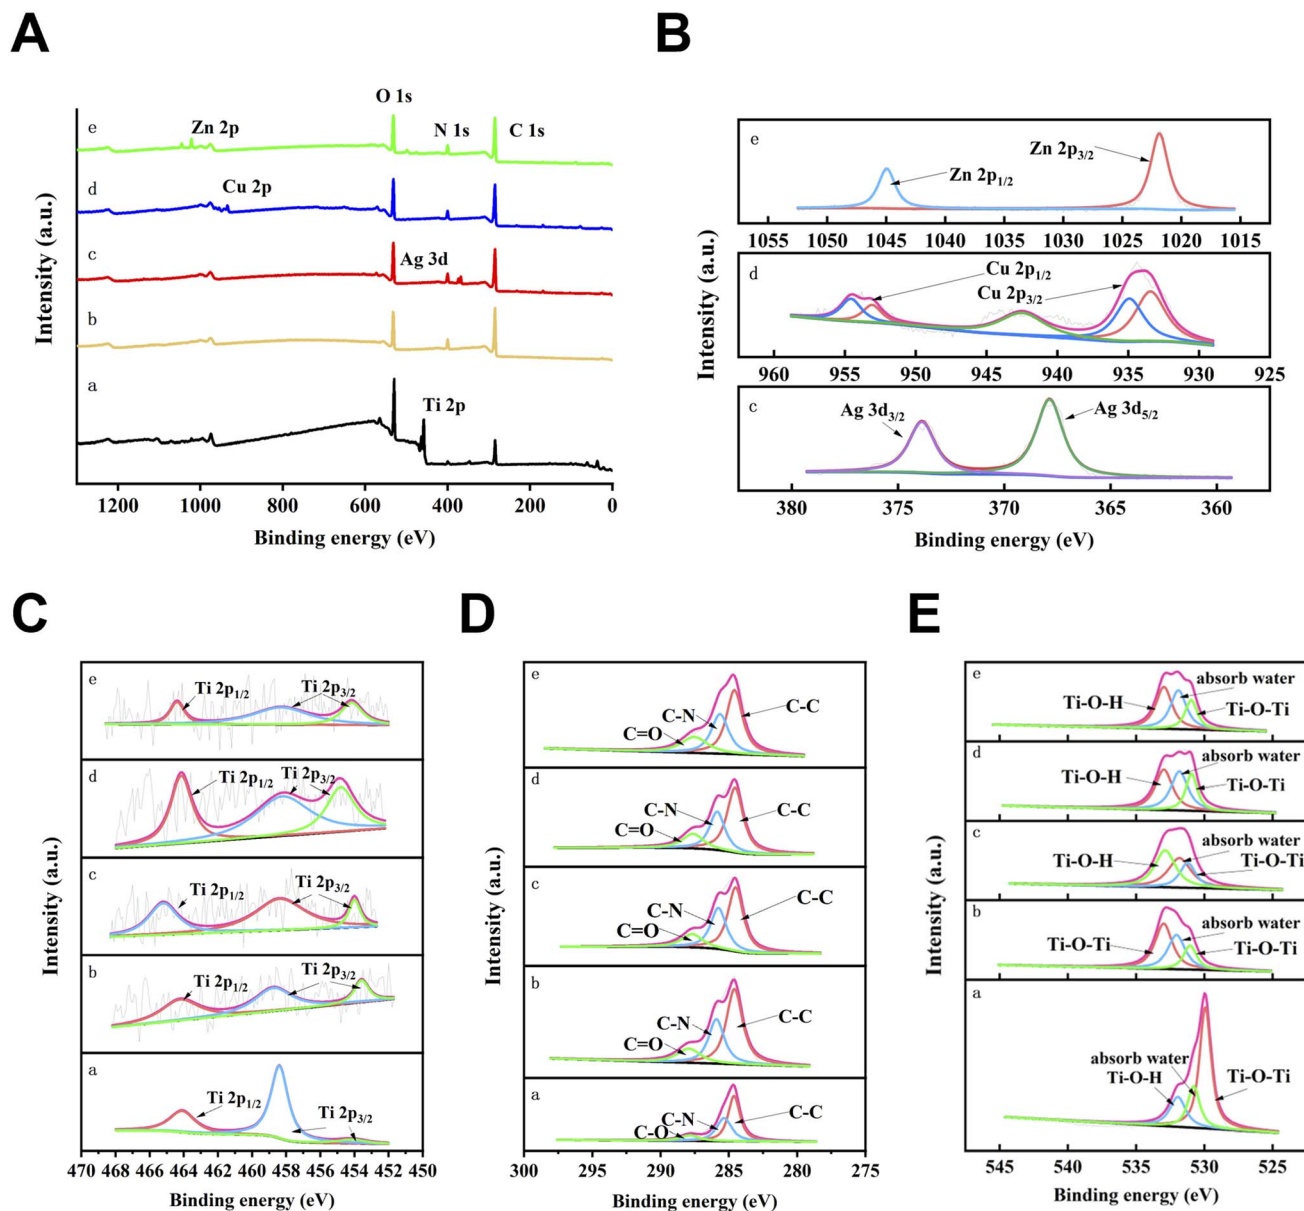 A
Intensity (a.u.)
O 1s
e
Zn 2p
N 1s
C 1s
d
Cu 2p
c
Ag 3d
b
a
Ti 2p
1200 1000 800 600 400 200 0
Binding energy (eV)
B
Intensity (a.u.)
e
Zn 2p3/2
Zn 2p1/2
1055 1050 1045 1040 1035 1030 1025 1020 1015
d
Cu 2p1/2
Cu 2p3/2
960 955 950 945 940 935 930 925
c
Ag 3d3/2
Ag 3d5/2
380 375 370 365 360
Binding energy (eV)
C
Intensity (a.u.)
e
Ti 2p1/2
Ti 2p3/2
d
Ti 2p1/2
Ti 2p3/2
c
Ti 2p1/2
Ti 2p3/2
b
Ti 2p1/2
Ti 2p3/2
a
Ti 2p1/2
Ti 2p3/2
470 468 466 464 462 460 458 456 454 452 450
Binding energy (eV)
D
Intensity (a.u.)
e
C-N
C-C
C=O
d
C-N
C-C
C=O
c
C-N
C-C
C=O
b
C-N
C-C
C=O
a
C-N
C-C
C-O
300 295 290 285 280 275
Binding energy (eV)
E
Intensity (a.u.)
e
absorb water
Ti-O-H
Ti-O-Ti
d
absorb water
Ti-O-H
Ti-O-Ti
c
absorb water
Ti-O-H
Ti-O-Ti
b
absorb water
Ti-O-Ti
Ti-O-Ti
a
absorb water
Ti-O-H
Ti-O-Ti
545 540 535 530 525
Binding energy (eV)